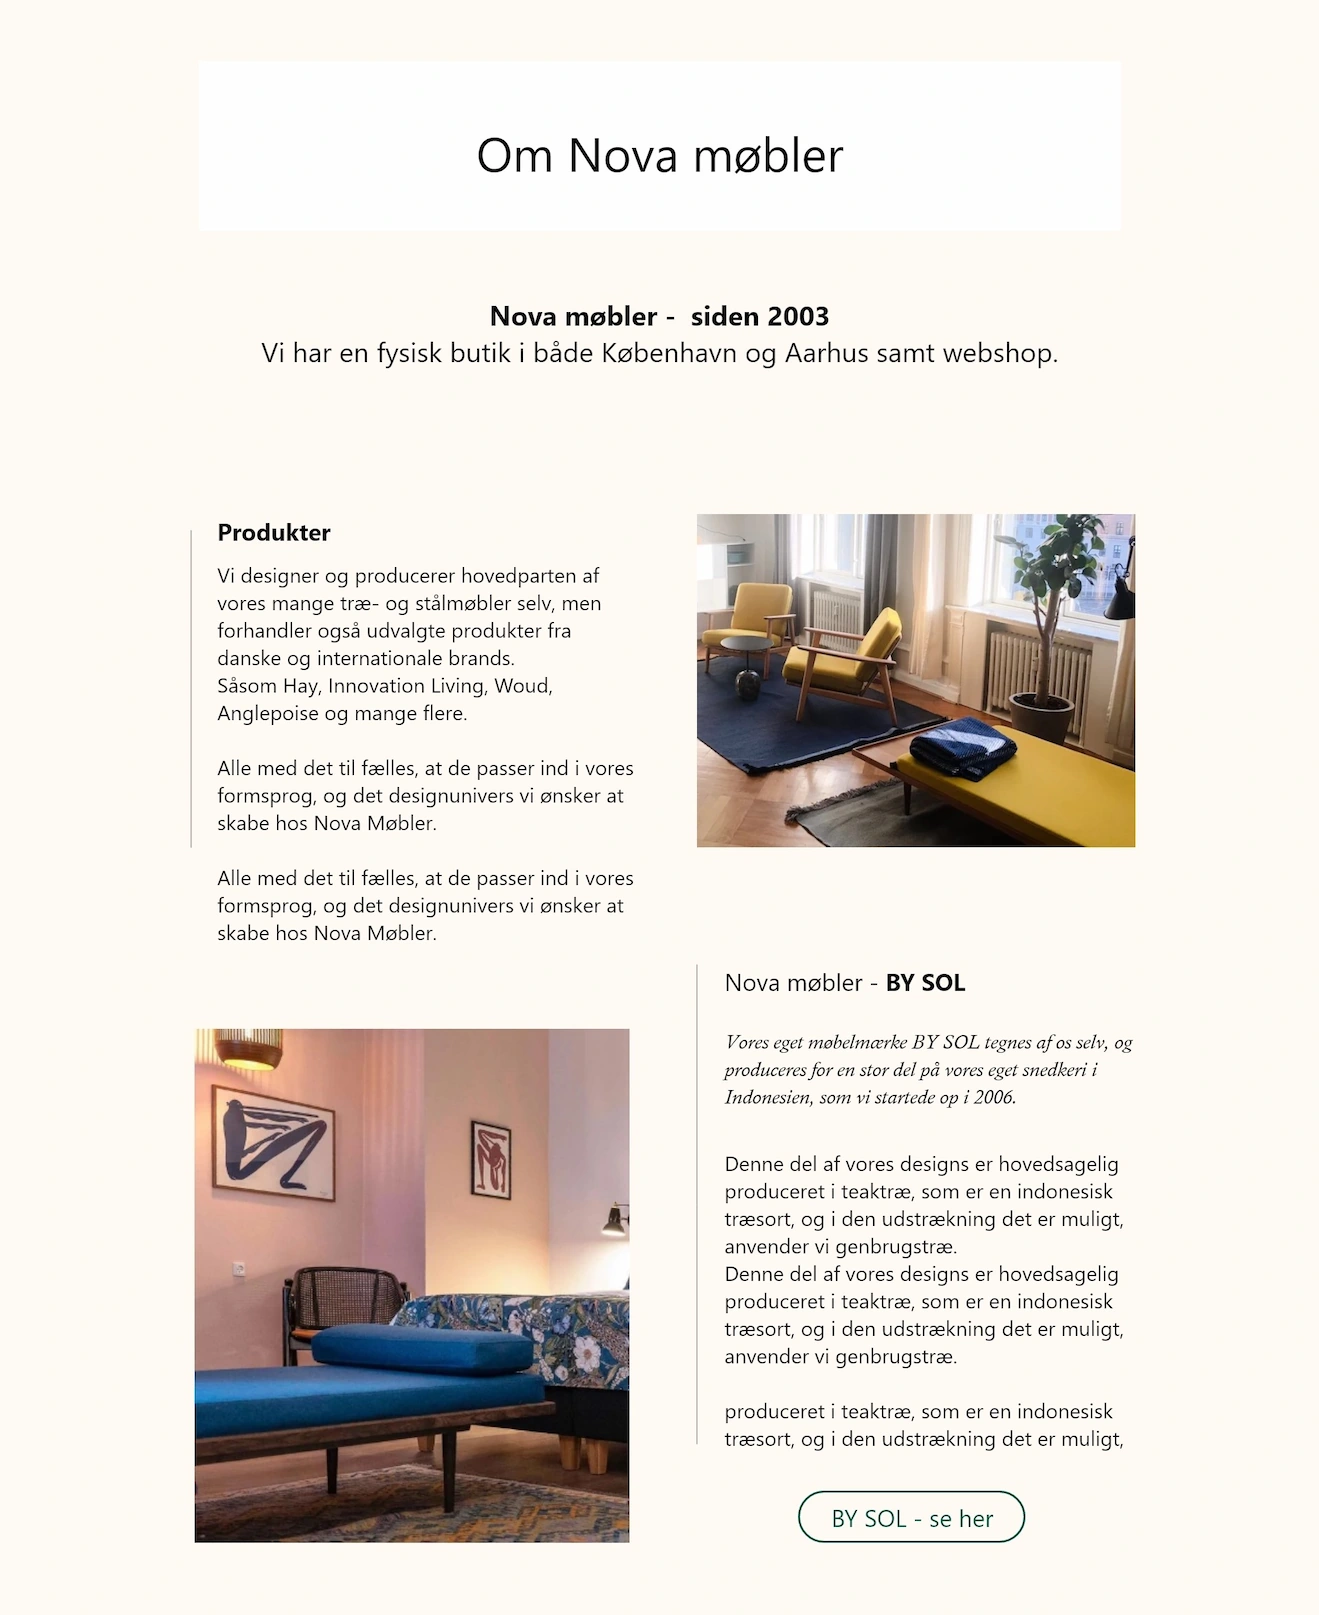 Om Nova møbler
Nova møbler -  siden 2003
Vi har en fysisk butik i både København og Aarhus samt webshop.
Produkter
Vi designer og producerer hovedparten af
vores mange træ- og stålmøbler selv, men
forhandler også udvalgte produkter fra
danske og internationale brands.
Såsom Hay, Innovation Living, Woud,
Anglepoise og mange flere.
Alle med det til fælles, at de passer ind i vores
formsprog, og det designunivers vi ønsker at
skabe hos Nova Møbler.
Alle med det til fælles, at de passer ind i vores
formsprog, og det designunivers vi ønsker at
skabe hos Nova Møbler.
Nova møbler - BY SOL
Vores eget møbelmærke BY SOL tegnes af os selv, og
produceres for en stor del på vores eget snedkeri i
Indonesien, som vi startede op i 2006.
Denne del af vores designs er hovedsagelig
produceret i teaktræ, som er en indonesisk
træsort, og i den udstrækning det er muligt,
anvender vi genbrugstræ.
Denne del af vores designs er hovedsagelig
produceret i teaktræ, som er en indonesisk
træsort, og i den udstrækning det er muligt,
anvender vi genbrugstræ.
produceret i teaktræ, som er en indonesisk
træsort, og i den udstrækning det er muligt,
BY SOL - se her